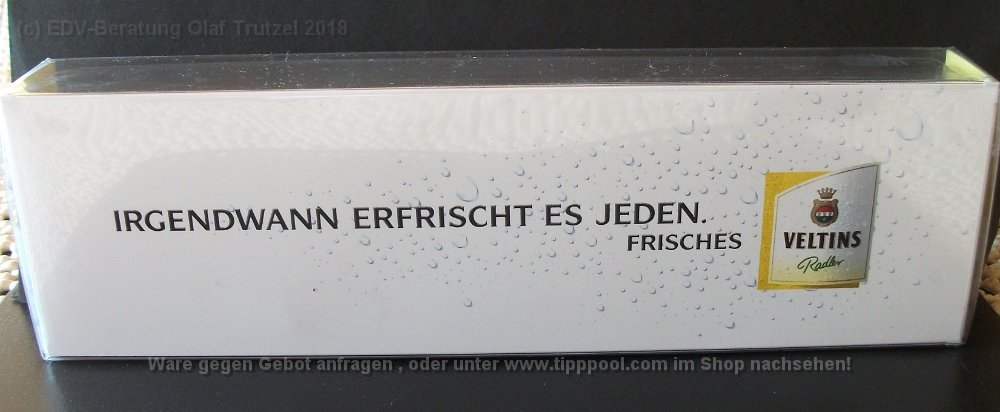 (c) EDV-Beratung Olaf Trutzel 2018
IRGENDWANN ERFRISCHT ES JEDEN.
FRISCHES
VELTINS
Radler
Ware gegen Gebot anfragen , oder unter www.tipppool.com im Shop nachsehen!